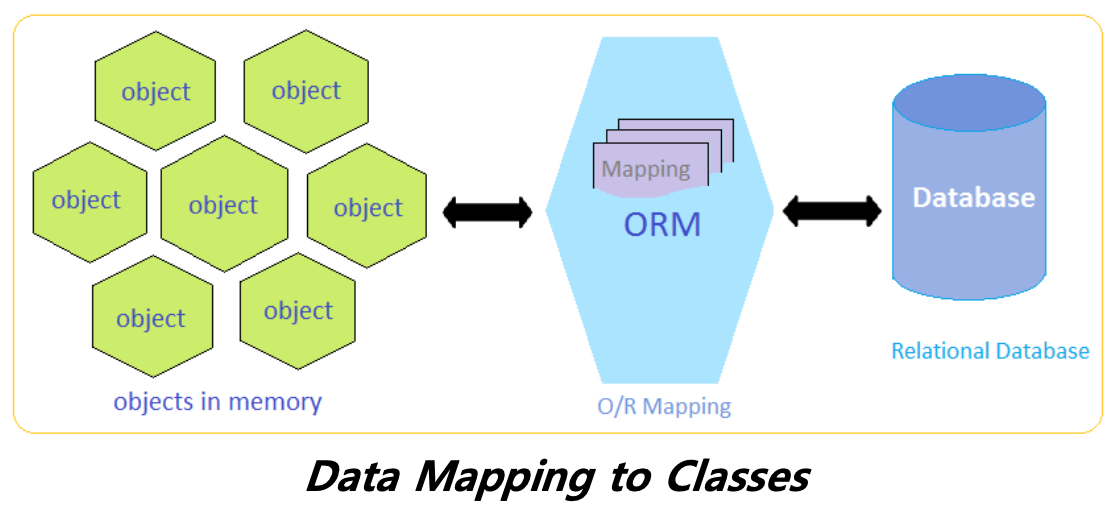 object
object
object
object
object
object
object
objects in memory
Mapping
ORM
O/R Mapping
Database
Relational Database
Data Mapping to Classes